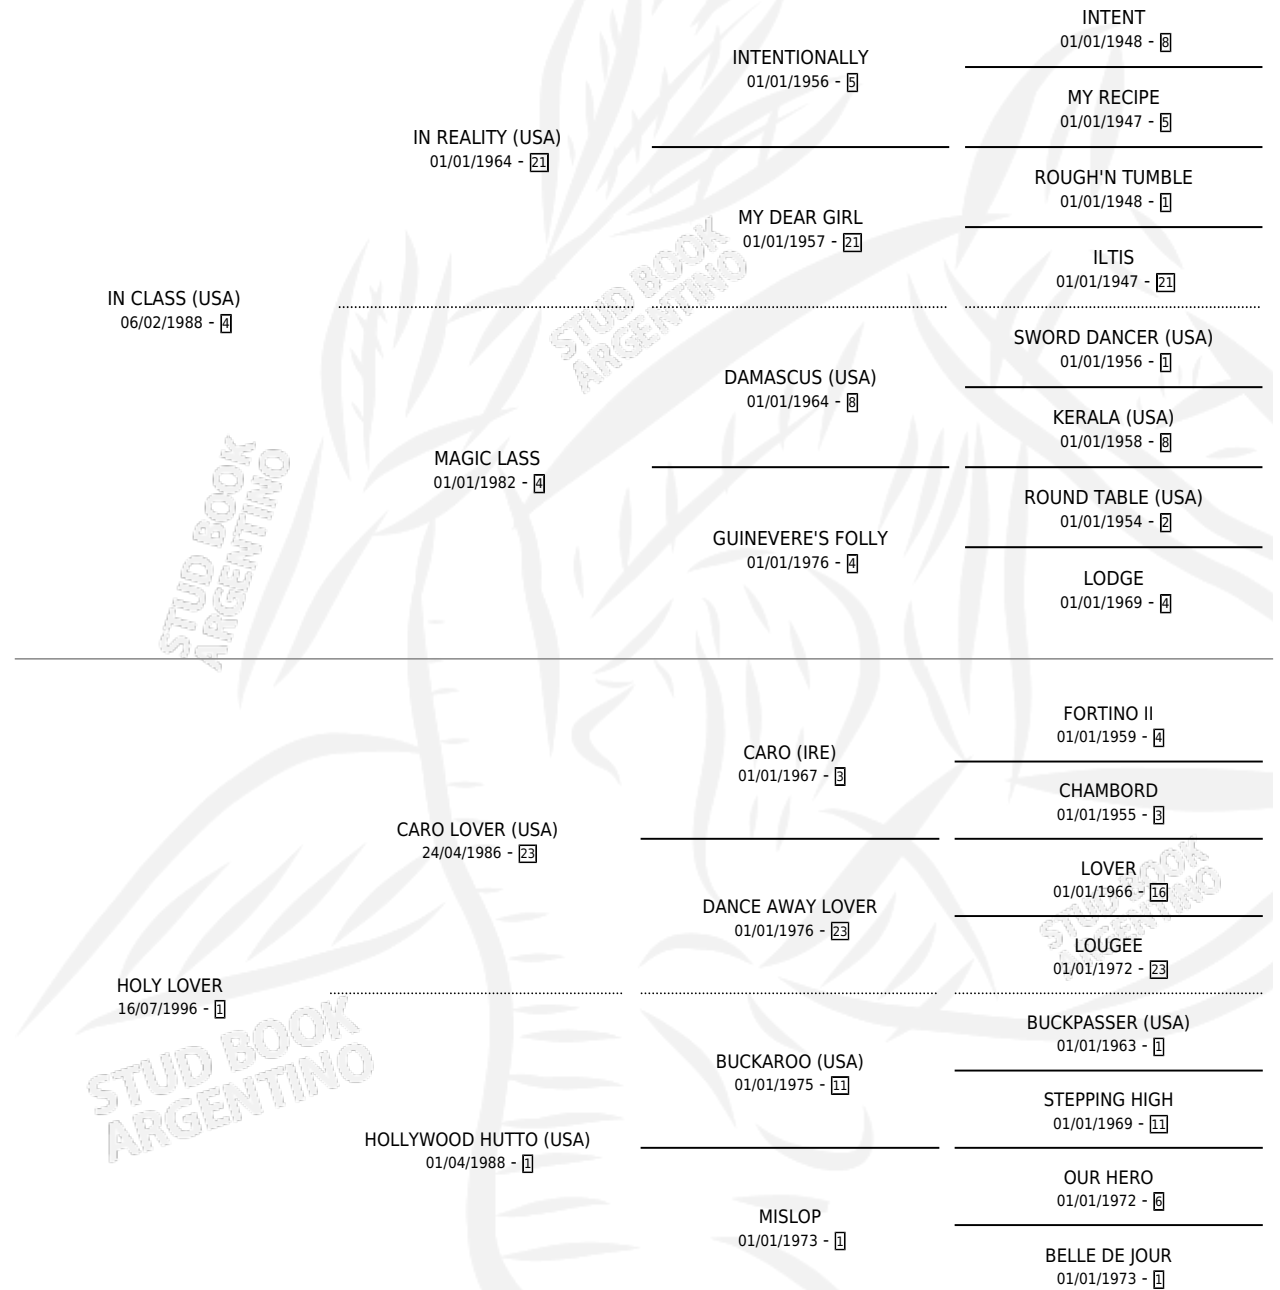 INTENT
01/01/1948 - 8
INTENTIONALLY
01/01/1956 - 5
MY RECIPE
01/01/1947 - 5
IN REALITY (USA)
01/01/1964 - 21
ROUGH'N TUMBLE
01/01/1948 - 1
MY DEAR GIRL
01/01/1957 - 21
ILTIS
01/01/1947 - 21
IN CLASS (USA)
06/02/1988 - 4
SWORD DANCER (USA)
01/01/1956 - 1
DAMASCUS (USA)
01/01/1964 - 8
KERALA (USA)
01/01/1958 - 8
MAGIC LASS
01/01/1982 - 4
ROUND TABLE (USA)
01/01/1954 - 2
GUINEVERE'S FOLLY
01/01/1976 - 4
LODGE
01/01/1969 - 4
FORTINO II
01/01/1959 - 4
CARO (IRE)
01/01/1967 - 3
CHAMBORD
01/01/1955 - 3
CARO LOVER (USA)
24/04/1986 - 23
LOVER
01/01/1966 - 16
DANCE AWAY LOVER
01/01/1976 - 23
LOUGEE
01/01/1972 - 23
HOLY LOVER
16/07/1996 - 1
BUCKPASSER (USA)
01/01/1963 - 1
BUCKAROO (USA)
01/01/1975 - 11
STEPPING HIGH
01/01/1969 - 11
HOLLYWOOD HUTTO (USA)
01/04/1988 - 1
OUR HERO
01/01/1972 - 6
MISLOP
01/01/1973 - 1
BELLE DE JOUR
01/01/1973 - 1
STUD BOOK
ARGENTINO
STUD BOOK
ARGENTINO
STUD BOOK
ARGENTINO
STUD BOOK
ARGENTINO